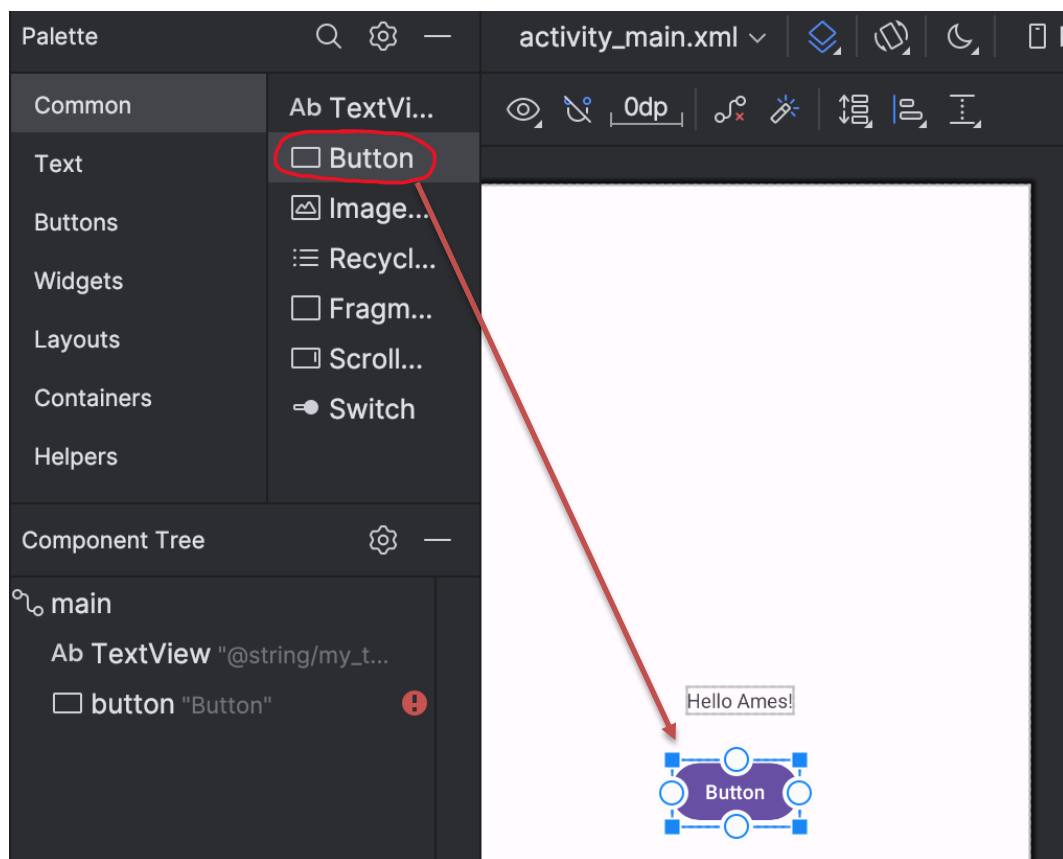 Palette
activity_main.xml
Common
Ab TextVi...
0dp
Text
Button
Buttons
Image...
Widgets
Recycl...
Layouts
Fragm...
Containers
Scroll...
Helpers
Switch
Component Tree
main
Ab TextView "@string/my_t...
button "Button"
Hello Ames!
Button